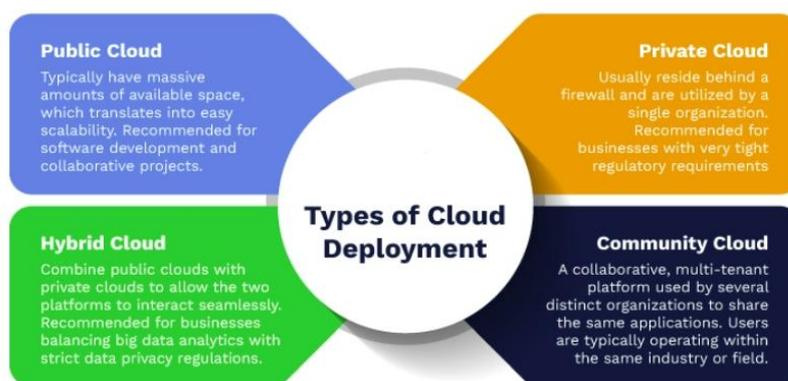 Public Cloud
Typically have massive
amounts of available space,
which translates into easy
scalability. Recommended for
software development and
collaborative projects.
Private Cloud
Usually reside behind a
firewall and are utilized by a
single organization.
Recommended for
businesses with very tight
regulatory requirements
Types of Cloud
Deployment
Hybrid Cloud
Combine public clouds with
private clouds to allow the two
platforms to interact seamlessly.
Recommended for businesses
balancing big data analytics with
strict data privacy regulations.
Community Cloud
A collaborative, multi-tenant
platform used by several
distinct organizations to share
the same applications. Users
are typically operating within
the same industry or field.